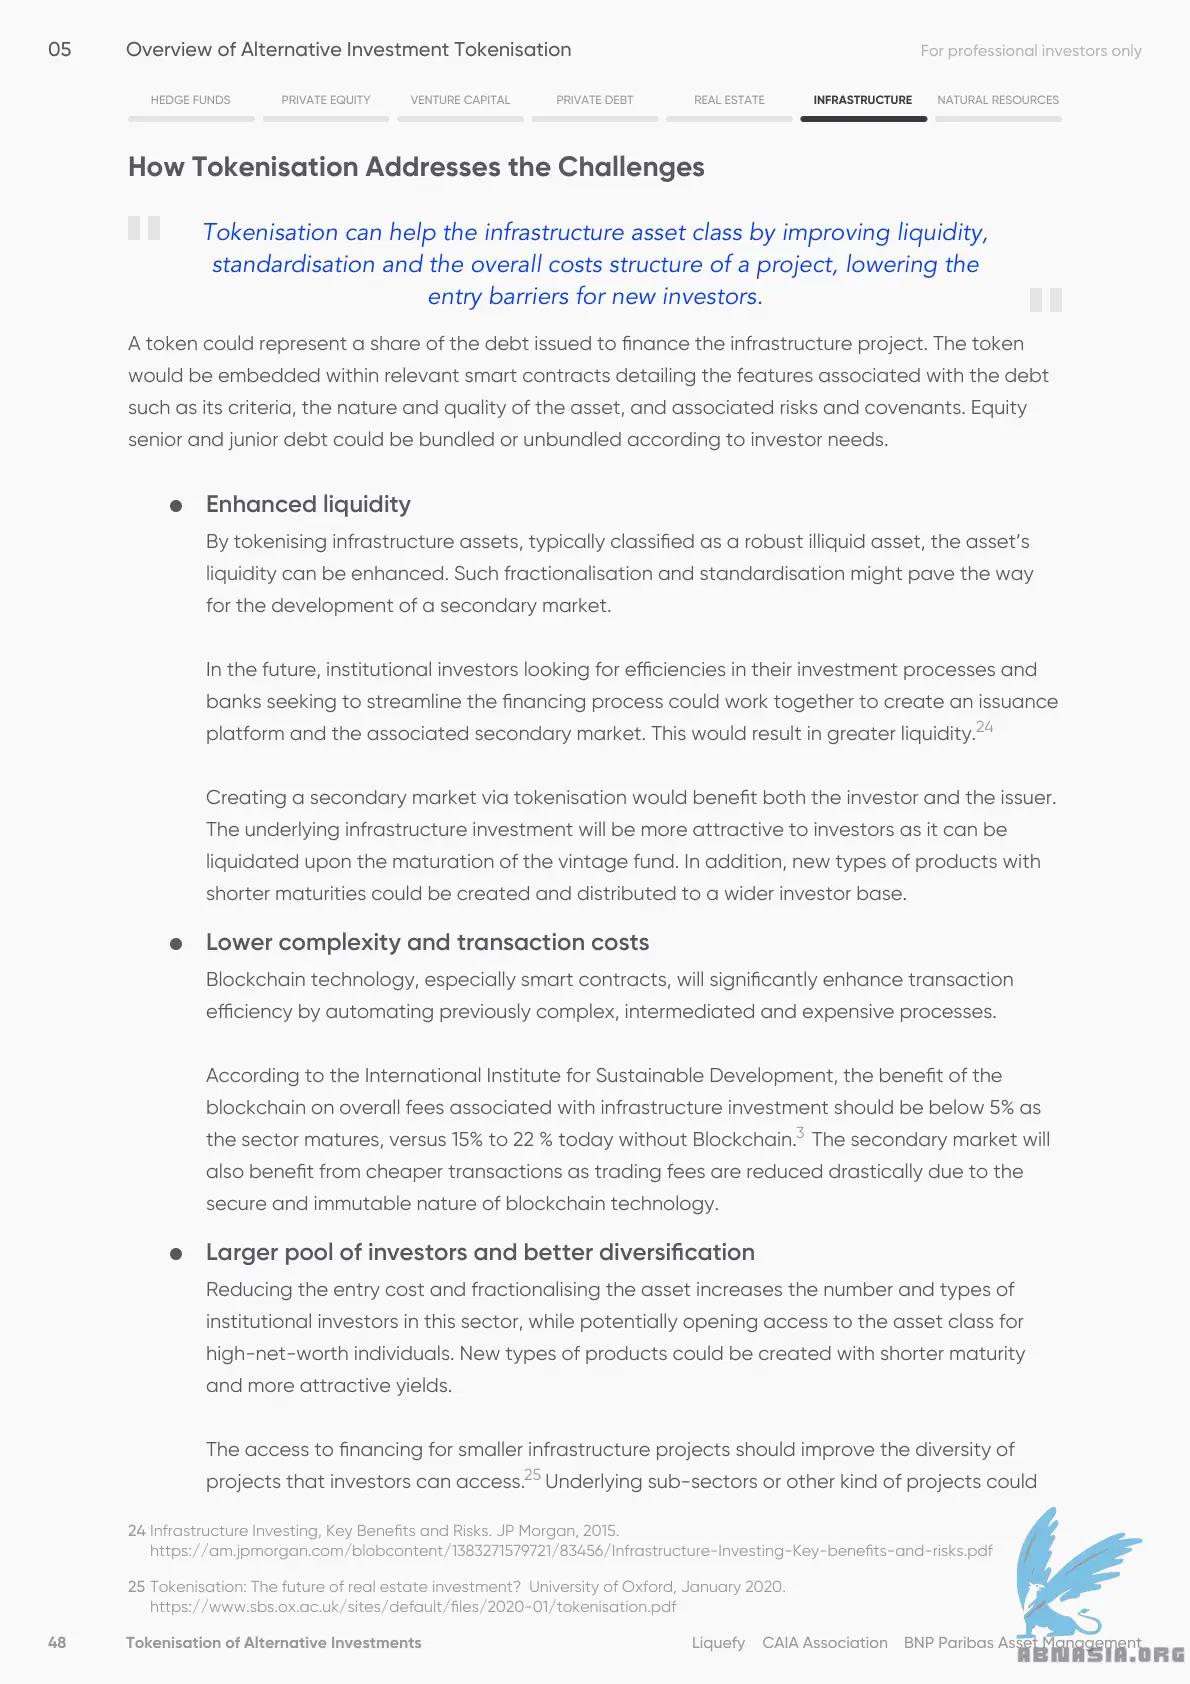 05 Overview of Alternative Investment Tokenisation For professional investors only
HEDGE FUNDS PRIVATE EQUITY VENTURE CAPITAL PRIVATE DEBT REAL ESTATE INFRASTRUCTURE NATURAL RESOURCES
How Tokenisation Addresses the Challenges
Tokenisation can help the infrastructure asset class by improving liquidity,
standardisation and the overall costs structure of a project, lowering the
entry barriers for new investors.
A token could represent a share of the debt issued to finance the infrastructure project. The token
would be embedded within relevant smart contracts detailing the features associated with the debt
such as its criteria, the nature and quality of the asset, and associated risks and covenants. Equity
senior and junior debt could be bundled or unbundled according to investor needs.
● Enhanced liquidity
By tokenising infrastructure assets, typically classified as a robust illiquid asset, the asset's
liquidity can be enhanced. Such fractionalisation and standardisation might pave the way
for the development of a secondary market.
In the future, institutional investors looking for efficiencies in their investment processes and
banks seeking to streamline the financing process could work together to create an issuance
platform and the associated secondary market. This would result in greater liquidity.24
Creating a secondary market via tokenisation would benefit both the investor and the issuer.
The underlying infrastructure investment will be more attractive to investors as it can be
liquidated upon the maturation of the vintage fund. In addition, new types of products with
shorter maturities could be created and distributed to a wider investor base.
● Lower complexity and transaction costs
Blockchain technology, especially smart contracts, will significantly enhance transaction
efficiency by automating previously complex, intermediated and expensive processes.
According to the International Institute for Sustainable Development, the benefit of the
blockchain on overall fees associated with infrastructure investment should be below 5% as
the sector matures, versus 15% to 22 % today without Blockchain.3 The secondary market will
also benefit from cheaper transactions as trading fees are reduced drastically due to the
secure and immutable nature of blockchain technology.
● Larger pool of investors and better diversification
Reducing the entry cost and fractionalising the asset increases the number and types of
institutional investors in this sector, while potentially opening access to the asset class for
high-net-worth individuals. New types of products could be created with shorter maturity
and more attractive yields.
The access to financing for smaller infrastructure projects should improve the diversity of
projects that investors can access.25 Underlying sub-sectors or other kind of projects could
24 Infrastructure Investing, Key Benefits and Risks. JP Morgan, 2015.
https://am.jpmorgan.com/blobcontent/1383271579721/83456/Infrastructure-Investing-Key-benefits-and-risks.pdf
25 Tokenisation: The future of real estate investment? University of Oxford, January 2020.
https://www.sbs.ox.ac.uk/sites/default/files/2020-01/tokenisation.pdf
48 Tokenisation of Alternative Investments Liquefy CAIA Association BNP Paribas Asset Management
ABMASIA.ORG